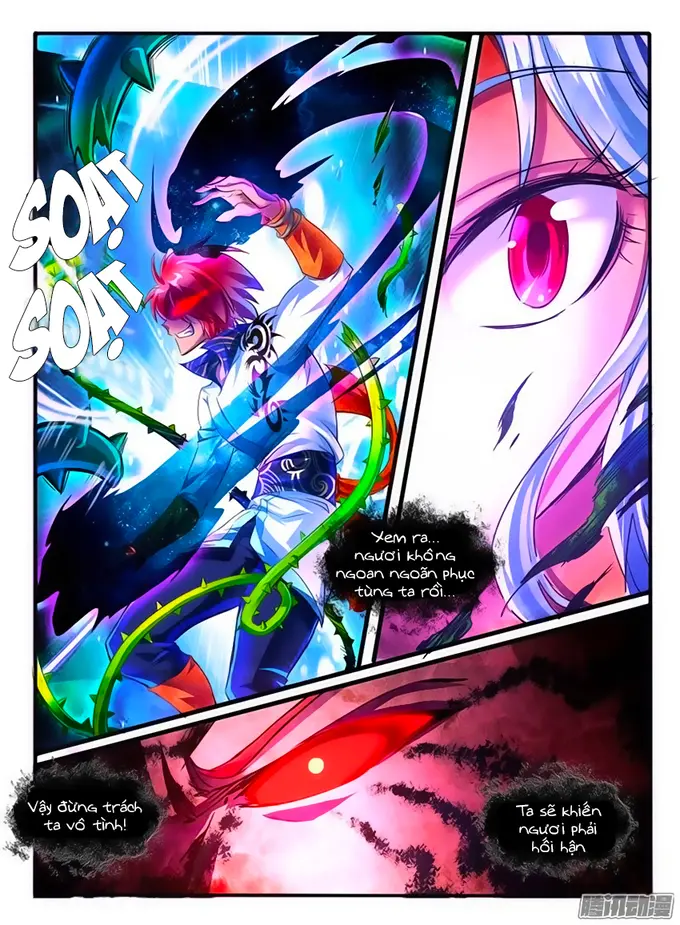 SOẠT
SOẠT
Xem ra...
ngươi không
ngoan ngoãn phục
tùng ta rồi...
Vậy đừng trách
ta vô tình!
Ta sẽ khiến
ngươi phải
hối hận
腾讯动漫